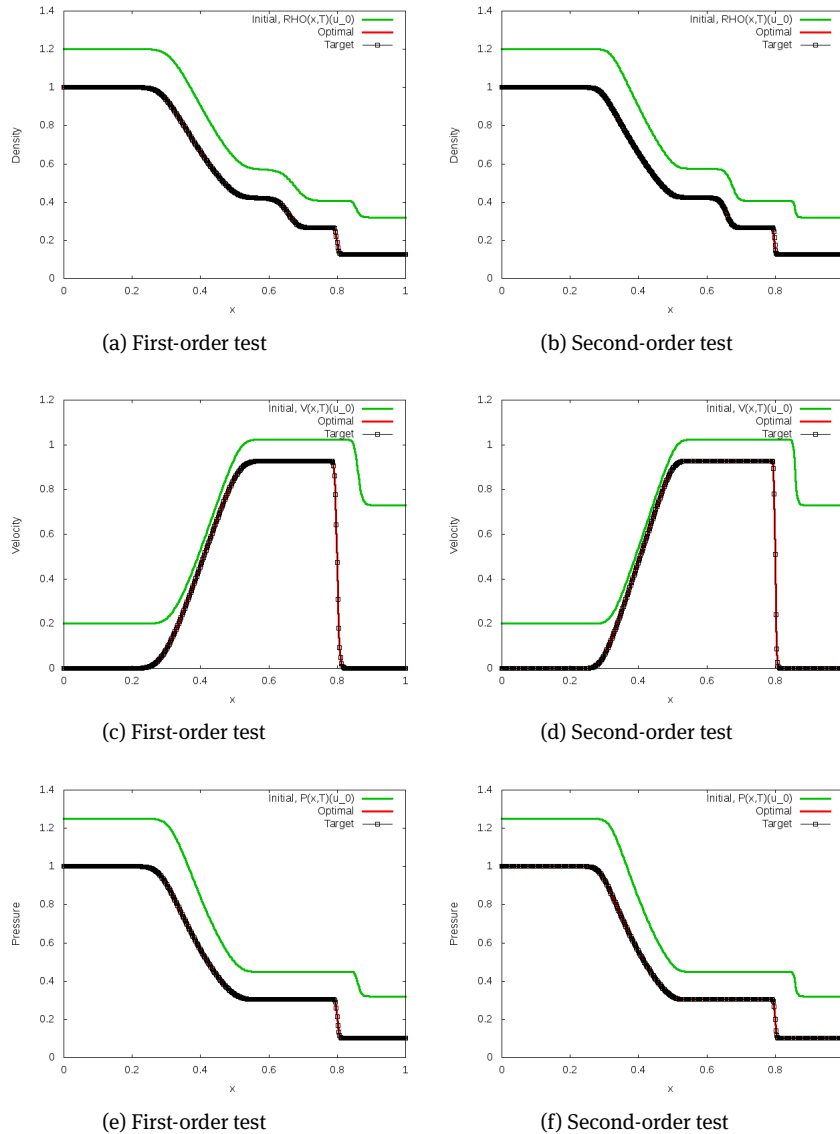 Initial, RHO(x,T)(u_0)
Optimal
Target
1.4
1.2
1
0.8
0.6
0.4
0.2
0
Density
0 0.2 0.4 0.6 0.8 1
x
(a) First-order test
Initial, RHO(x,T)(u_0)
Optimal
Target
1.4
1.2
1
0.8
0.6
0.4
0.2
0
Density
0 0.2 0.4 0.6 0.8
x
(b) Second-order test
Initial, V(x,T)(u_0)
Optimal
Target
1.2
1
0.8
0.6
0.4
0.2
0
Velocity
0 0.2 0.4 0.6 0.8 1
x
(c) First-order test
Initial, V(x,T)(u_0)
Optimal
Target
1.2
1
0.8
0.6
0.4
0.2
0
Velocity
0 0.2 0.4 0.6 0.8
x
(d) Second-order test
Initial, P(x,T)(u_0)
Optimal
Target
1.4
1.2
1
0.8
0.6
0.4
0.2
0
Pressure
0 0.2 0.4 0.6 0.8 1
x
(e) First-order test
Initial, P(x,T)(u_0)
Optimal
Target
1.4
1.2
1
0.8
0.6
0.4
0.2
0
Pressure
0 0.2 0.4 0.6 0.8
x
(f) Second-order test